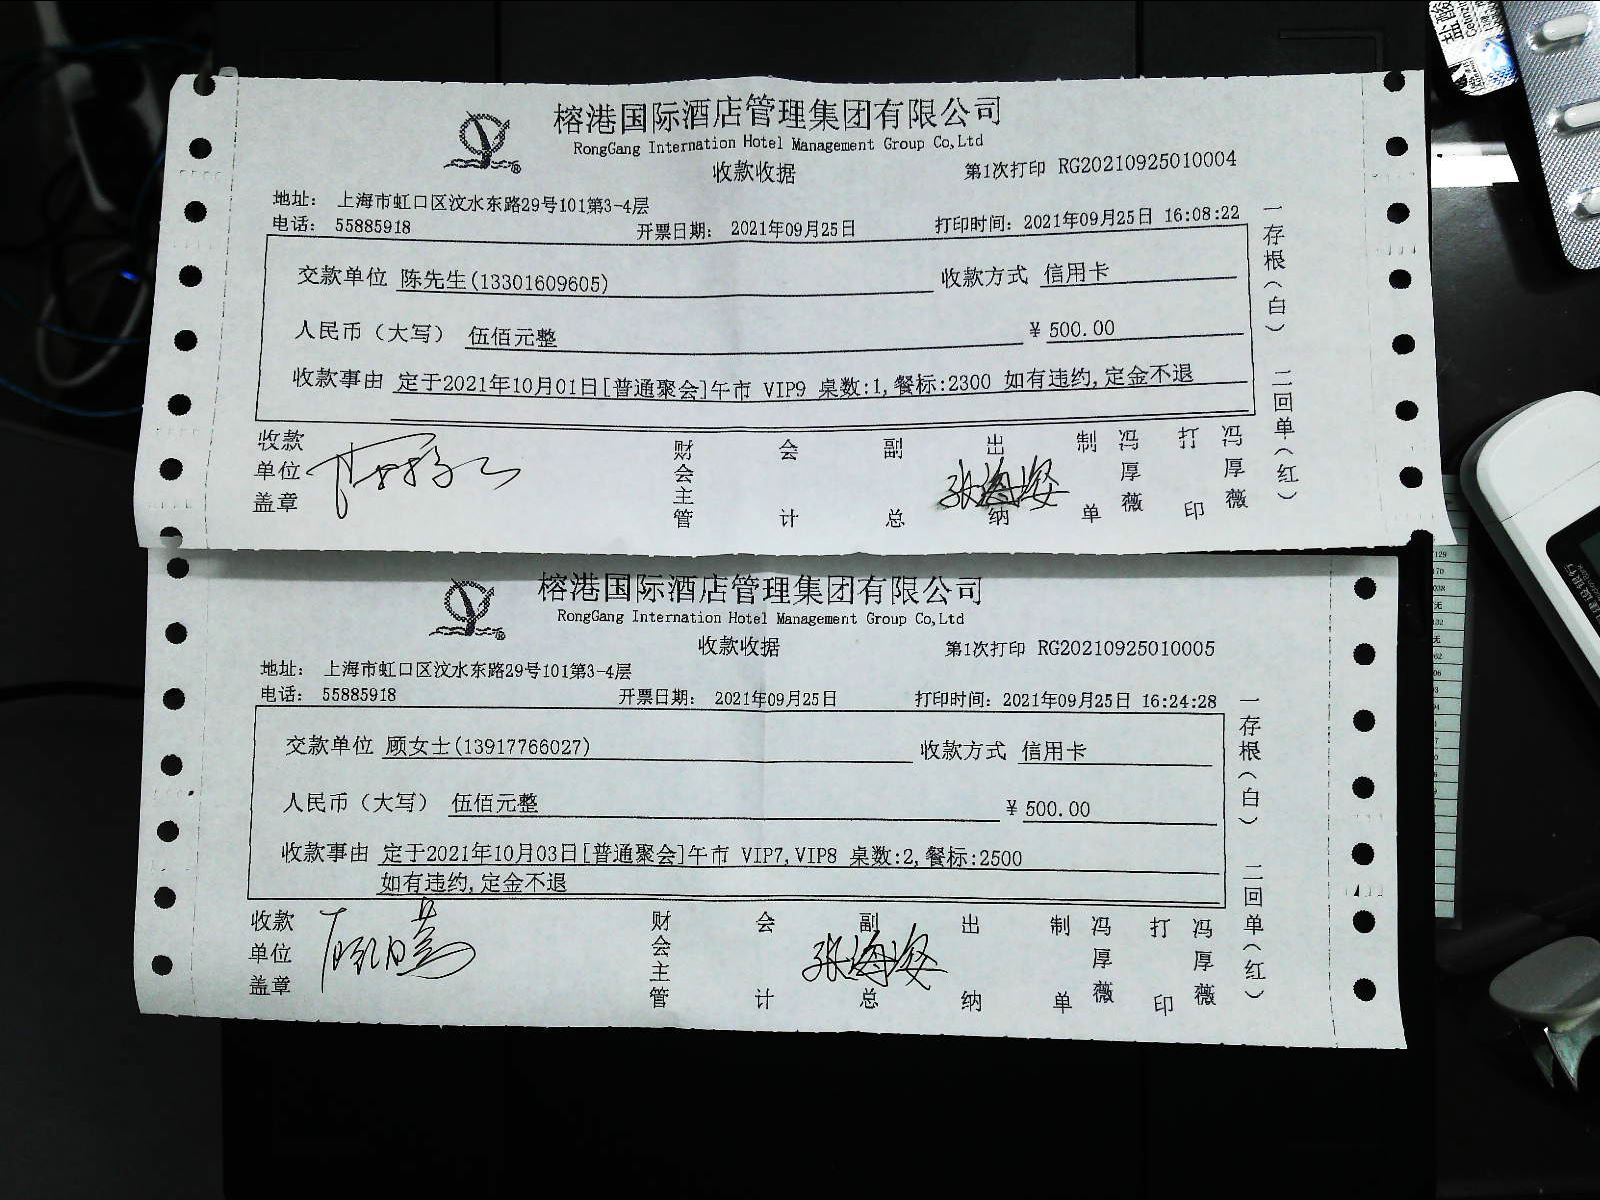 榕港国际酒店管理集团有限公司
RongGang Internation Hotel Management Group Co,Ltd
收款收据
第1次打印 RG20210925010004
地址： 上海市虹口区汶水东路29号101第3-4层
电话： 55885918
开票日期： 2021年09月25日
打印时间：2021年09月25日 16:08:22
交款单位 陈先生(13301609605)
收款方式 信用卡
人民币（大写） 伍佰元整
￥500.00
收款事由 定于2021年10月01日[普通聚会]午市 VIP9 桌数:1,餐标:2300 如有违约,定金不退
收款单位盖章
财会主管
会计
副总
出纳
张海燕
制单
冯厚薇
打印
冯厚薇
一存根（白）
二回单（红）
榕港国际酒店管理集团有限公司
RongGang Internation Hotel Management Group Co,Ltd
收款收据
第1次打印 RG20210925010005
地址： 上海市虹口区汶水东路29号101第3-4层
电话： 55885918
开票日期： 2021年09月25日
打印时间：2021年09月25日 16:24:28
交款单位 顾女士(13917766027)
收款方式 信用卡
人民币（大写） 伍佰元整
￥500.00
收款事由 定于2021年10月03日[普通聚会]午市 VIP7,VIP8 桌数:2,餐标:2500
如有违约,定金不退
收款单位盖章
财会主管
会计
副总
出纳
制单
冯厚薇
打印
冯厚薇
一存根（白）
二回单（红）
盐酸